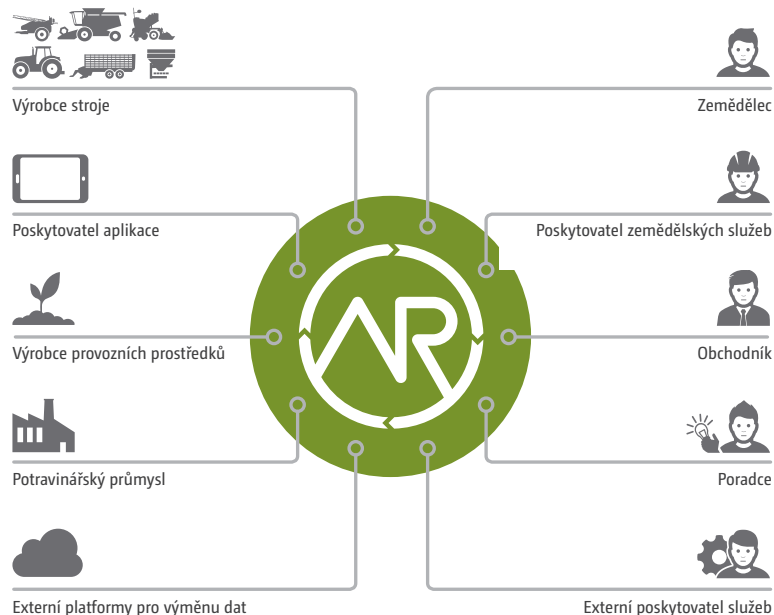 Výrobce stroje
Zemědělec
Poskytovatel aplikace
Poskytovatel zemědělských služeb
AR
Výrobce provozních prostředků
Obchodník
Potravinářský průmysl
Poradce
Externí platformy pro výměnu dat
Externí poskytovatel služeb